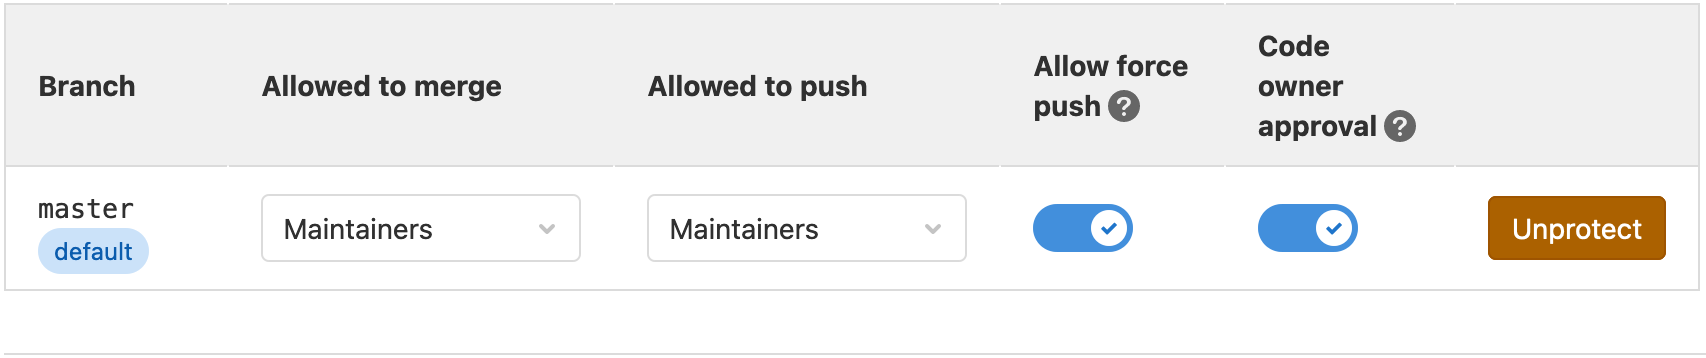 Branch
Allowed to merge
Allowed to push
Allow force
push ?
Code
owner
approval ?
master
default
Maintainers
Maintainers
Unprotect